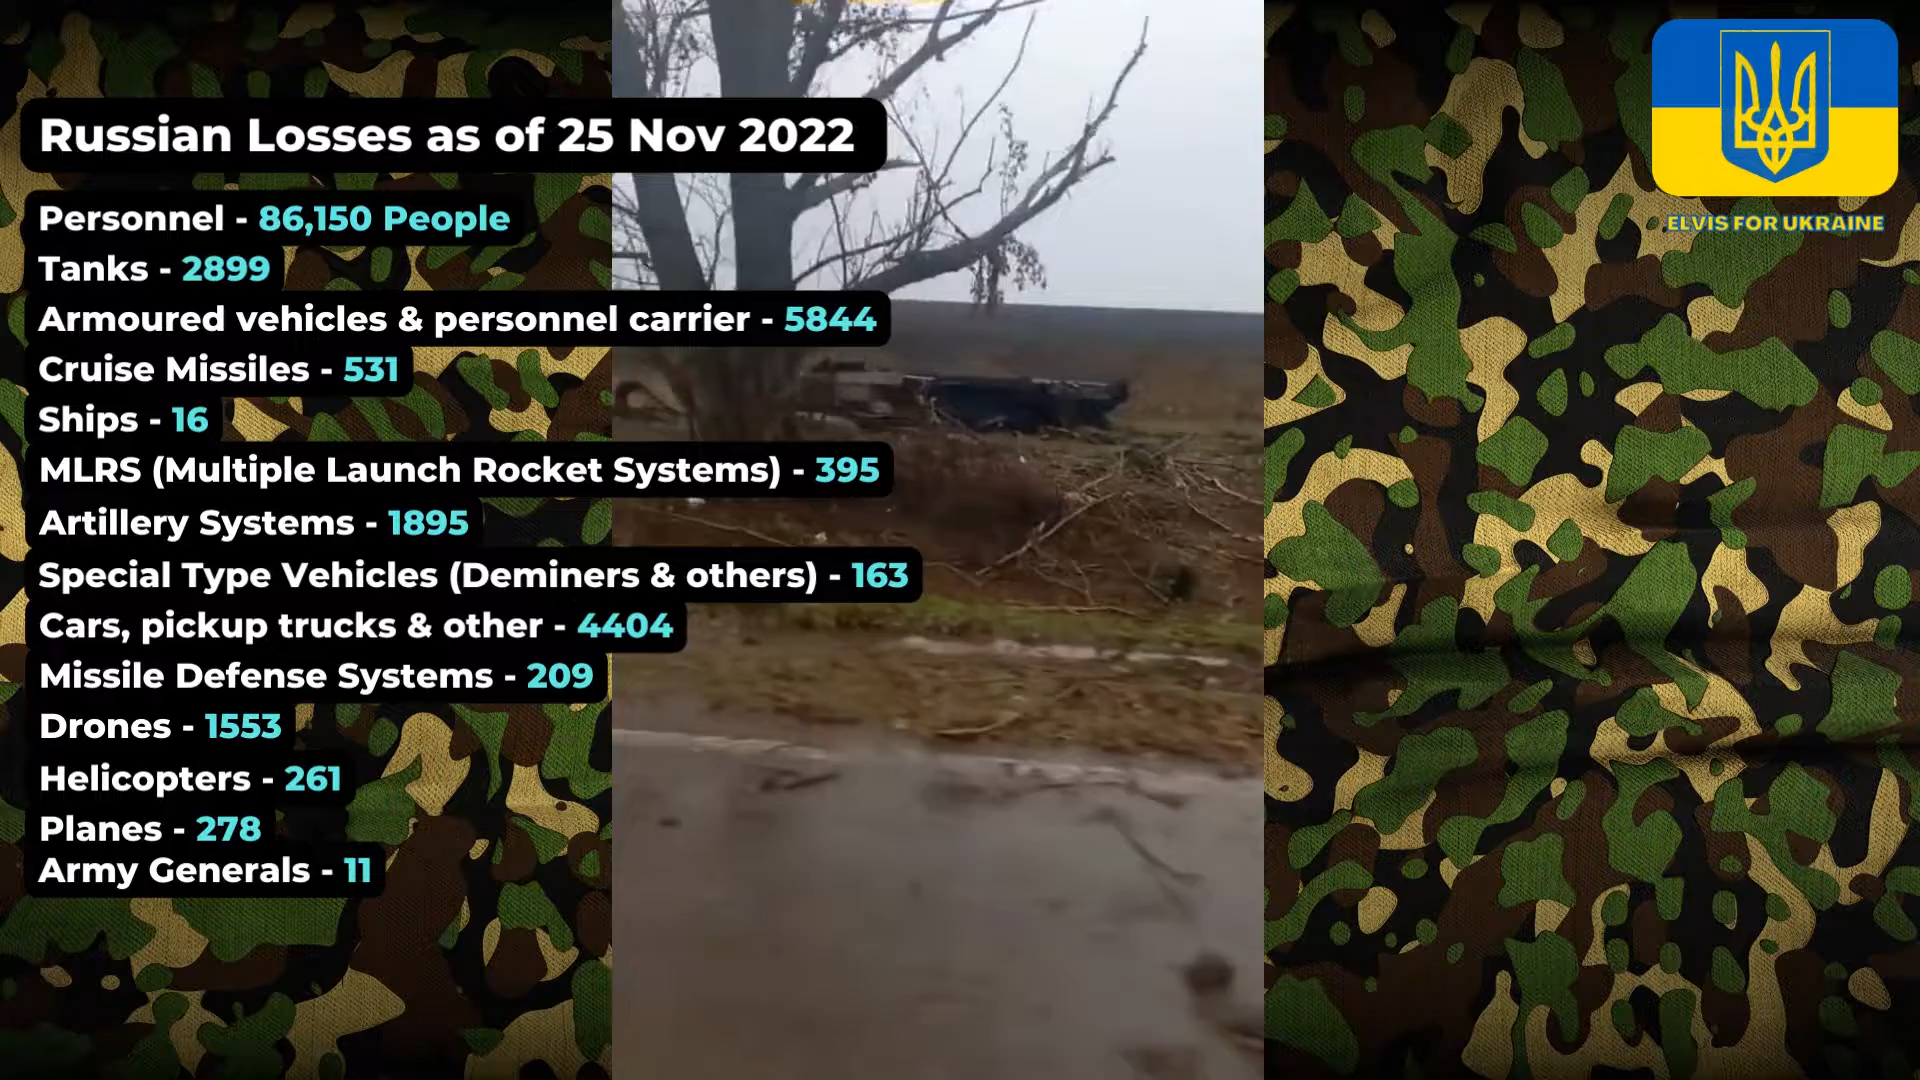 Russian Losses as of 25 Nov 2022
ELVIS FOR UKRAINE
Personnel - 86,150 People
Tanks - 2899
Armoured vehicles & personnel carrier - 5844
Cruise Missiles - 531
Ships - 16
MLRS (Multiple Launch Rocket Systems) - 395
Artillery Systems - 1895
Special Type Vehicles (Deminers & others) - 163
Cars, pickup trucks & other - 4404
Missile Defense Systems - 209
Drones - 1553
Helicopters - 261
Planes - 278
Army Generals - 11